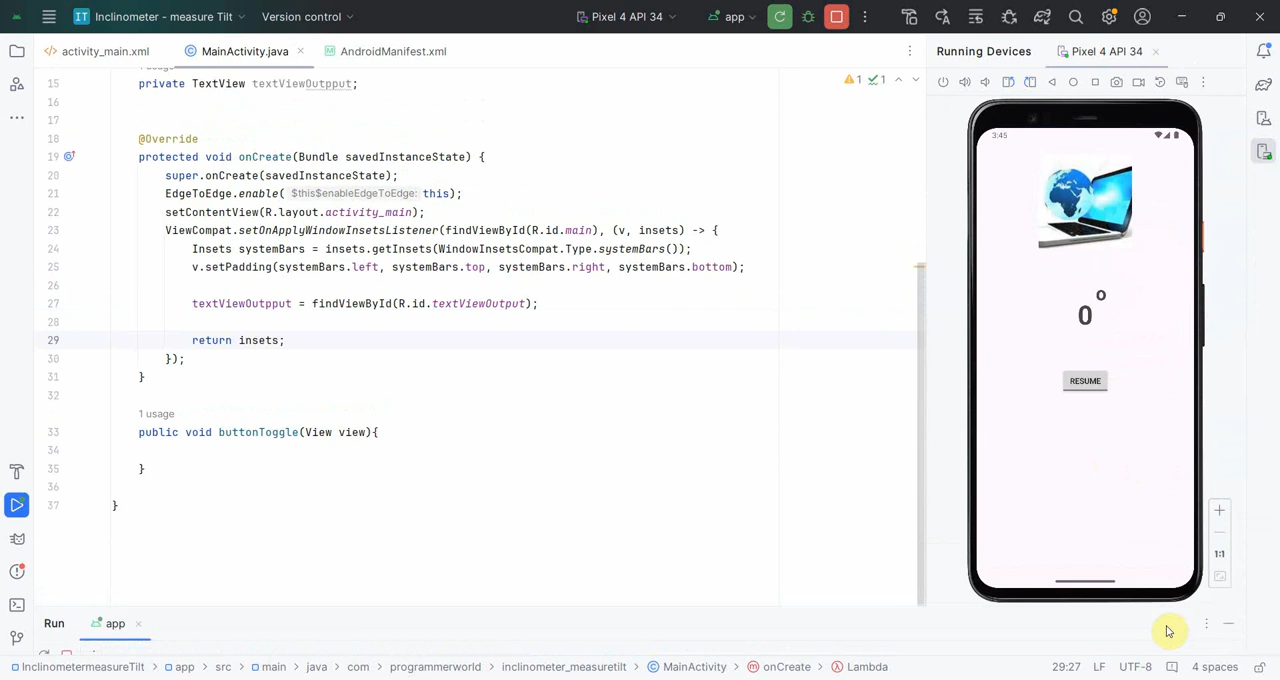 Inclinometer - measure Tilt
Version control
Pixel 4 API 34
app
activity_main.xml
MainActivity.java
AndroidManifest.xml
Running Devices
Pixel 4 API 34
15 private TextView textViewOutpput;
16
17
18 @Override
19 protected void onCreate(Bundle savedInstanceState) {
20 super.onCreate(savedInstanceState);
21 EdgeToEdge.enable( $this$enableEdgeToEdge: this);
22 setContentView(R.layout.activity_main);
23 ViewCompat.setOnApplyWindowInsetsListener(findViewById(R.id.main), (v, insets) -> {
24 Insets systemBars = insets.getInsets(WindowInsetsCompat.Type.systemBars());
25 v.setPadding(systemBars.left, systemBars.top, systemBars.right, systemBars.bottom);
26
27 textViewOutpput = findViewById(R.id.textViewOutput);
28
29 return insets;
30 });
31 }
32
1 usage
33 public void buttonToggle(View view){
34
35 }
36
37 }
1 1
3:45
0º
RESUME
1:1
Run
app
InclinometermeasureTilt > app > src > main > java > com > programmerworld > inclinometer_measuretilt > MainActivity > onCreate > Lambda
29:27 LF UTF-8 4 spaces